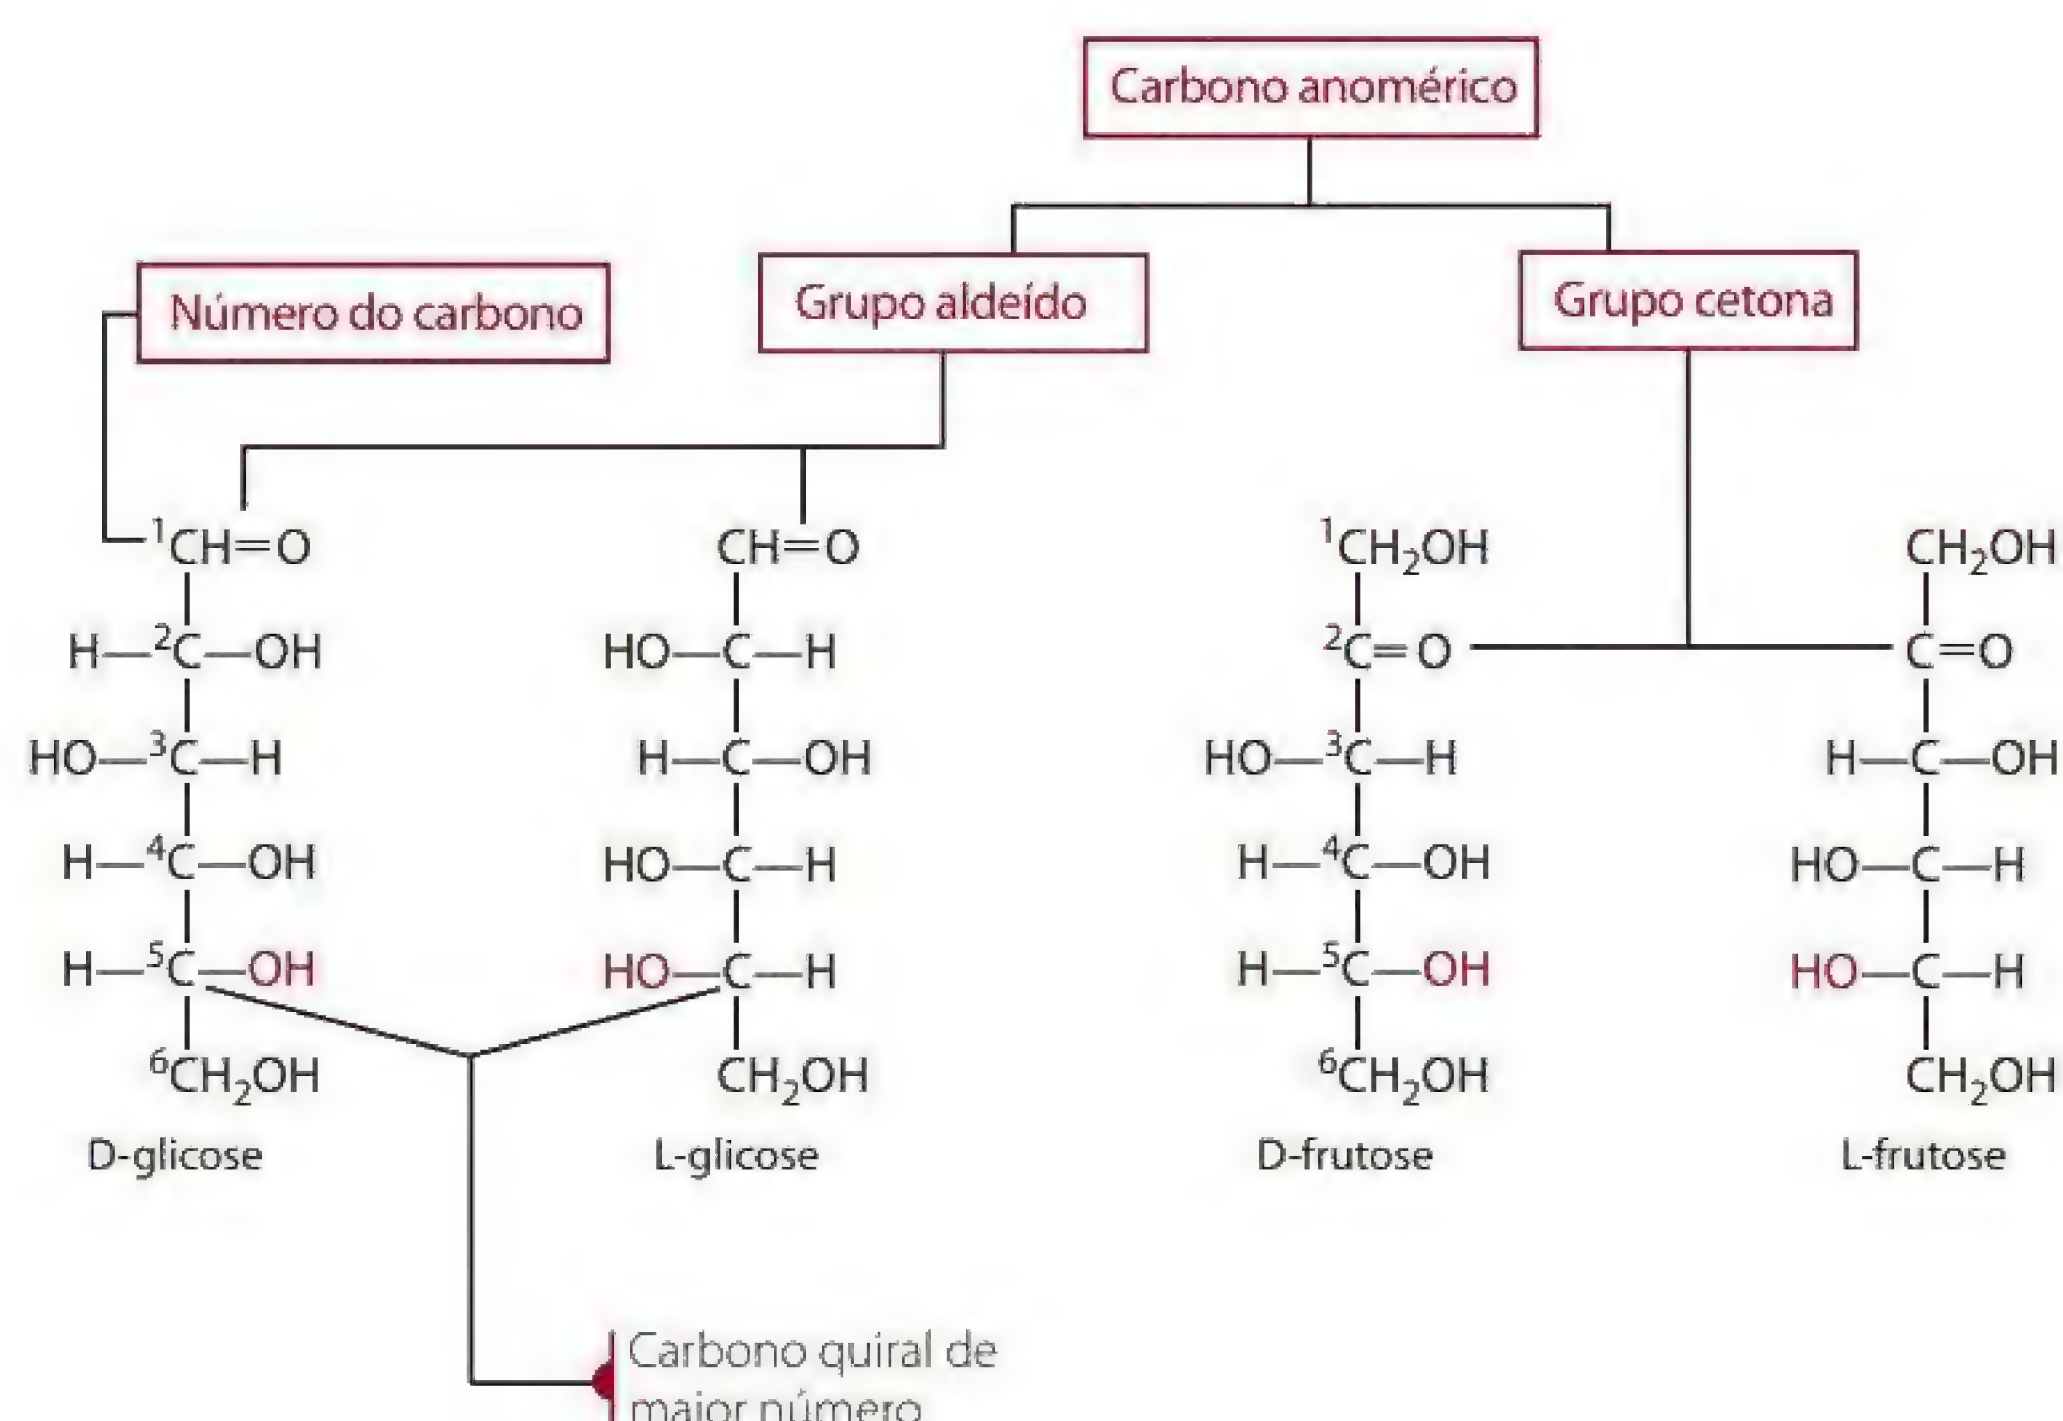 Carbono anomérico
Número do carbono
Grupo aldeído
Grupo cetona
¹CH=O
CH=O
¹CH₂OH
CH₂OH
H—²C—OH
HO—C—H
²C=O
C=O
HO—³C—H
H—C—OH
HO—³C—H
H—C—OH
H—⁴C—OH
HO—C—H
H—⁴C—OH
HO—C—H
H—⁵C—OH
HO—C—H
H—⁵C—OH
HO—C—H
⁶CH₂OH
CH₂OH
⁶CH₂OH
CH₂OH
D-glicose
L-glicose
D-frutose
L-frutose
Carbono quiral de
maior número